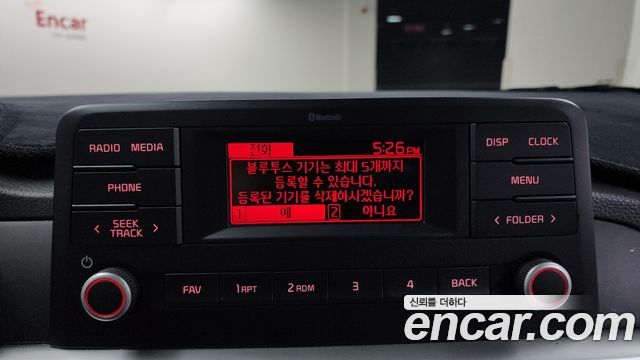 Encar
Bluetooth
RADIO MEDIA
PHONE
SEEK
TRACK
전화 5:26 PM
블루투스 기기는 최대 5개까지
등록할 수 있습니다.
등록된 기기를 삭제하시겠습니까?
1 예 2 아니요
DISP CLOCK
MENU
FOLDER
FAV 1 RPT 2 RDM 3 4 BACK
신뢰를 더하다
encar.com